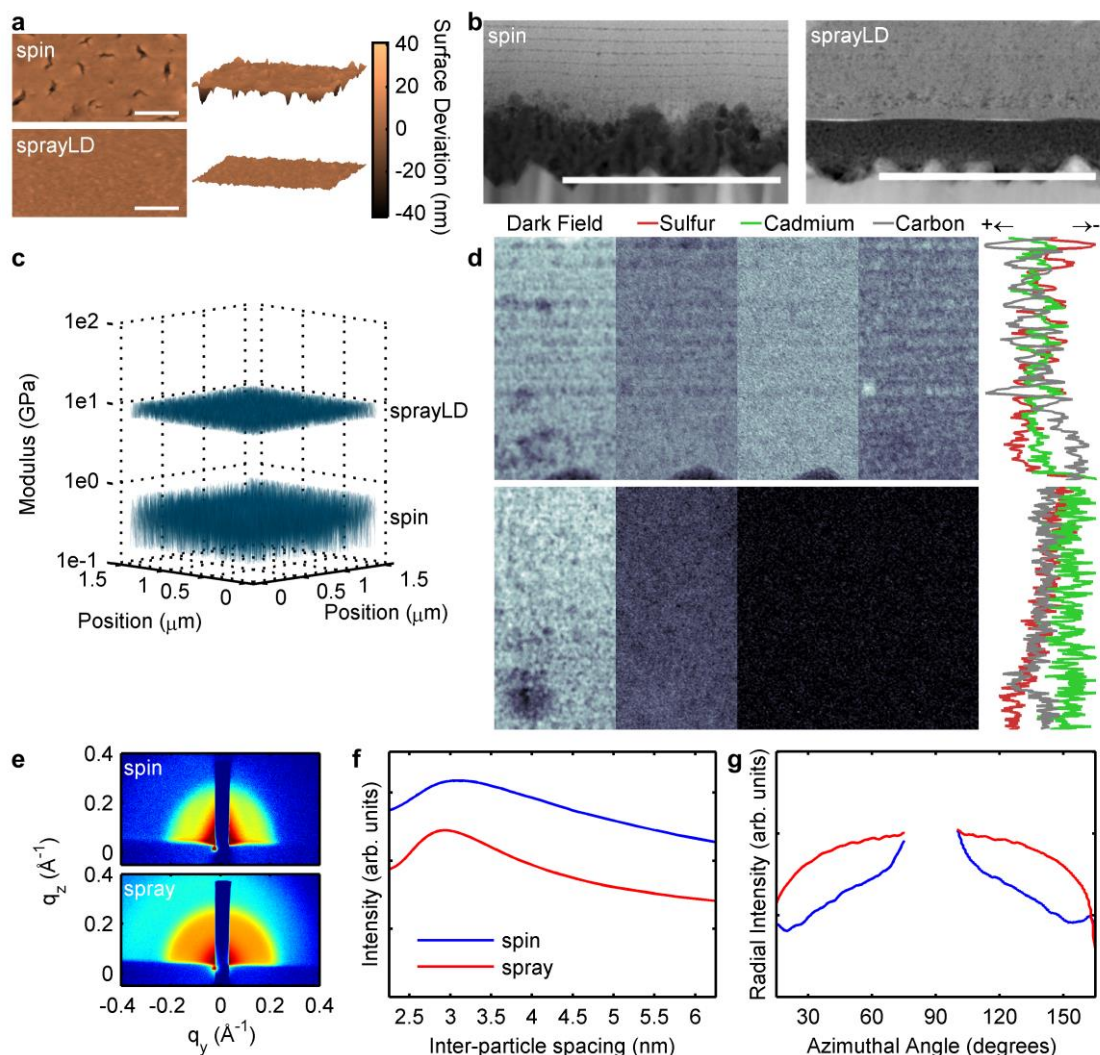 a
spin
sprayLD
40
20
0
-20
-40
Surface Deviation (nm)
b
spin
sprayLD
c
1e2
1e1
1e0
1e-1
Modulus (GPa)
sprayLD
spin
1.5
1
0.5
0
0
0.5
1
1.5
Position (μm)
Position (μm)
Dark Field Sulfur Cadmium Carbon
+← →-
d
e
spin
0.4
0.2
0
spray
0.4
0.2
0
-0.4 -0.2 0 0.2 0.4
q_z (Å⁻¹)
q_y (Å⁻¹)
f
Intensity (arb. units)
spin
spray
2.5 3 3.5 4 4.5 5 5.5 6
Inter-particle spacing (nm)
g
Radial Intensity (arb. units)
30 60 90 120 150
Azimuthal Angle (degrees)